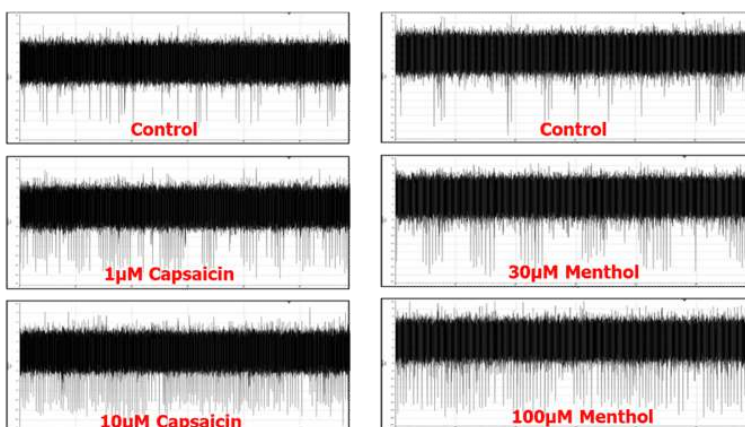 Control
Control
1µM Capsaicin
30µM Menthol
10µM Capsaicin
100µM Menthol